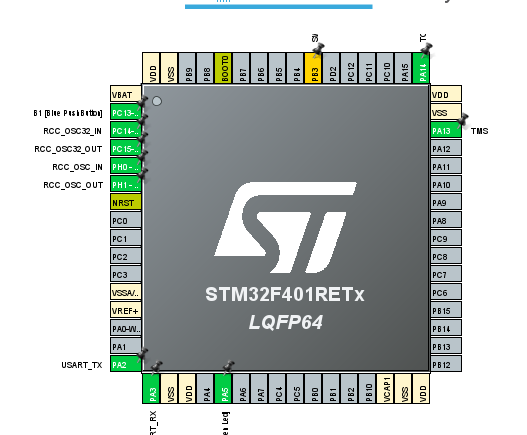 SW
TC
VDD
VSS
PB9
PB8
BOOT0
PB7
PB6
PB5
PB4
PB3
PD2
PC12
PC11
PC10
PA15
PA14
VBAT
B1 [Blue PushButton] PC13-..
RCC_OSC32_IN PC14-..
RCC_OSC32_OUT PC15-..
RCC_OSC_IN PH0-..
RCC_OSC_OUT PH1-..
NRST
PC0
PC1
PC2
PC3
VSSA/..
VREF+
PA0-W..
PA1
USART_TX PA2
VDD
VSS
PA13 TMS
PA12
PA11
PA10
PA9
PA8
PC9
PC8
PC7
PC6
PB15
PB14
PB13
PB12
STM32F401RETx
LQFP64
PA3
VSS
VDD
PA4
PA5
PA6
PA7
PC4
PC5
PB0
PB1
PB2
PB10
VCAP1
VSS
VDD
RT_RX
en Led]